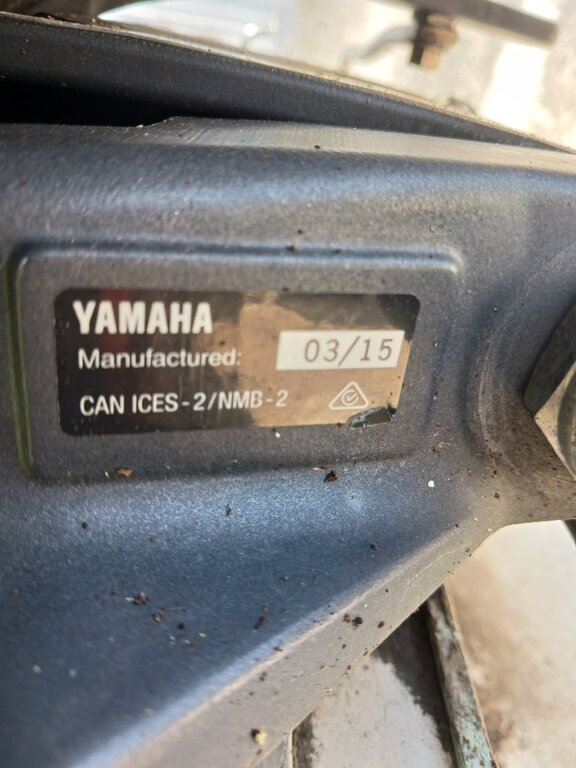 YAMAHA
Manufactured: 03/15
CAN ICES-2/NMB-2